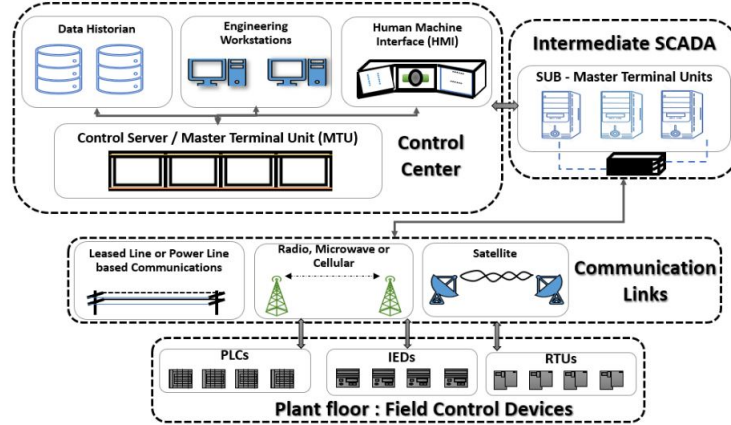 Data Historian
Engineering
Workstations
Human Machine
Interface (HMI)
Control Server / Master Terminal Unit (MTU)
Control
Center
Intermediate SCADA
SUB - Master Terminal Units
Leased Line or Power Line
based Communications
Radio, Microwave or
Cellular
Satellite
Communication
Links
PLCs
IEDs
RTUs
Plant floor : Field Control Devices